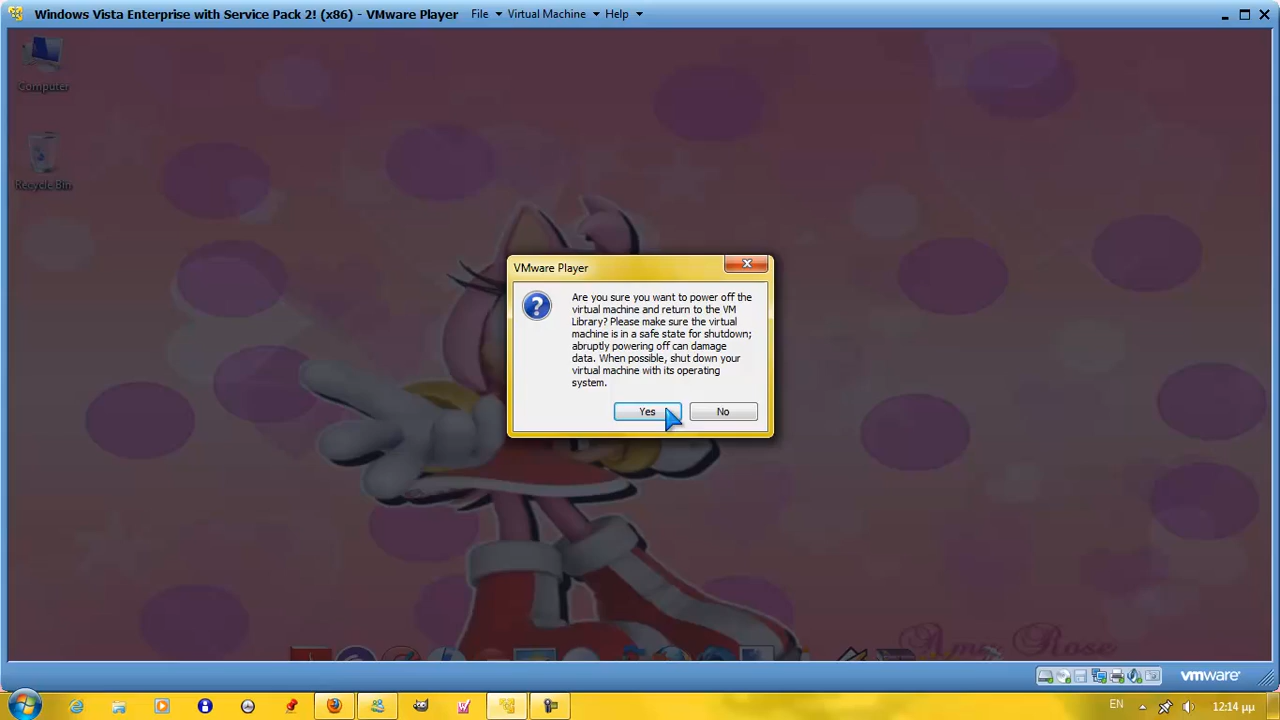 Windows Vista Enterprise with Service Pack 2! (x86) - VMware Player File Virtual Machine Help
Computer
Recycle Bin
VMware Player
Are you sure you want to power off the
virtual machine and return to the VM
Library? Please make sure the virtual
machine is in a safe state for shutdown;
abruptly powering off can damage
data. When possible, shut down your
virtual machine with its operating
system.
Yes No
Amy Rose
vmware
EN 12:14 μμ